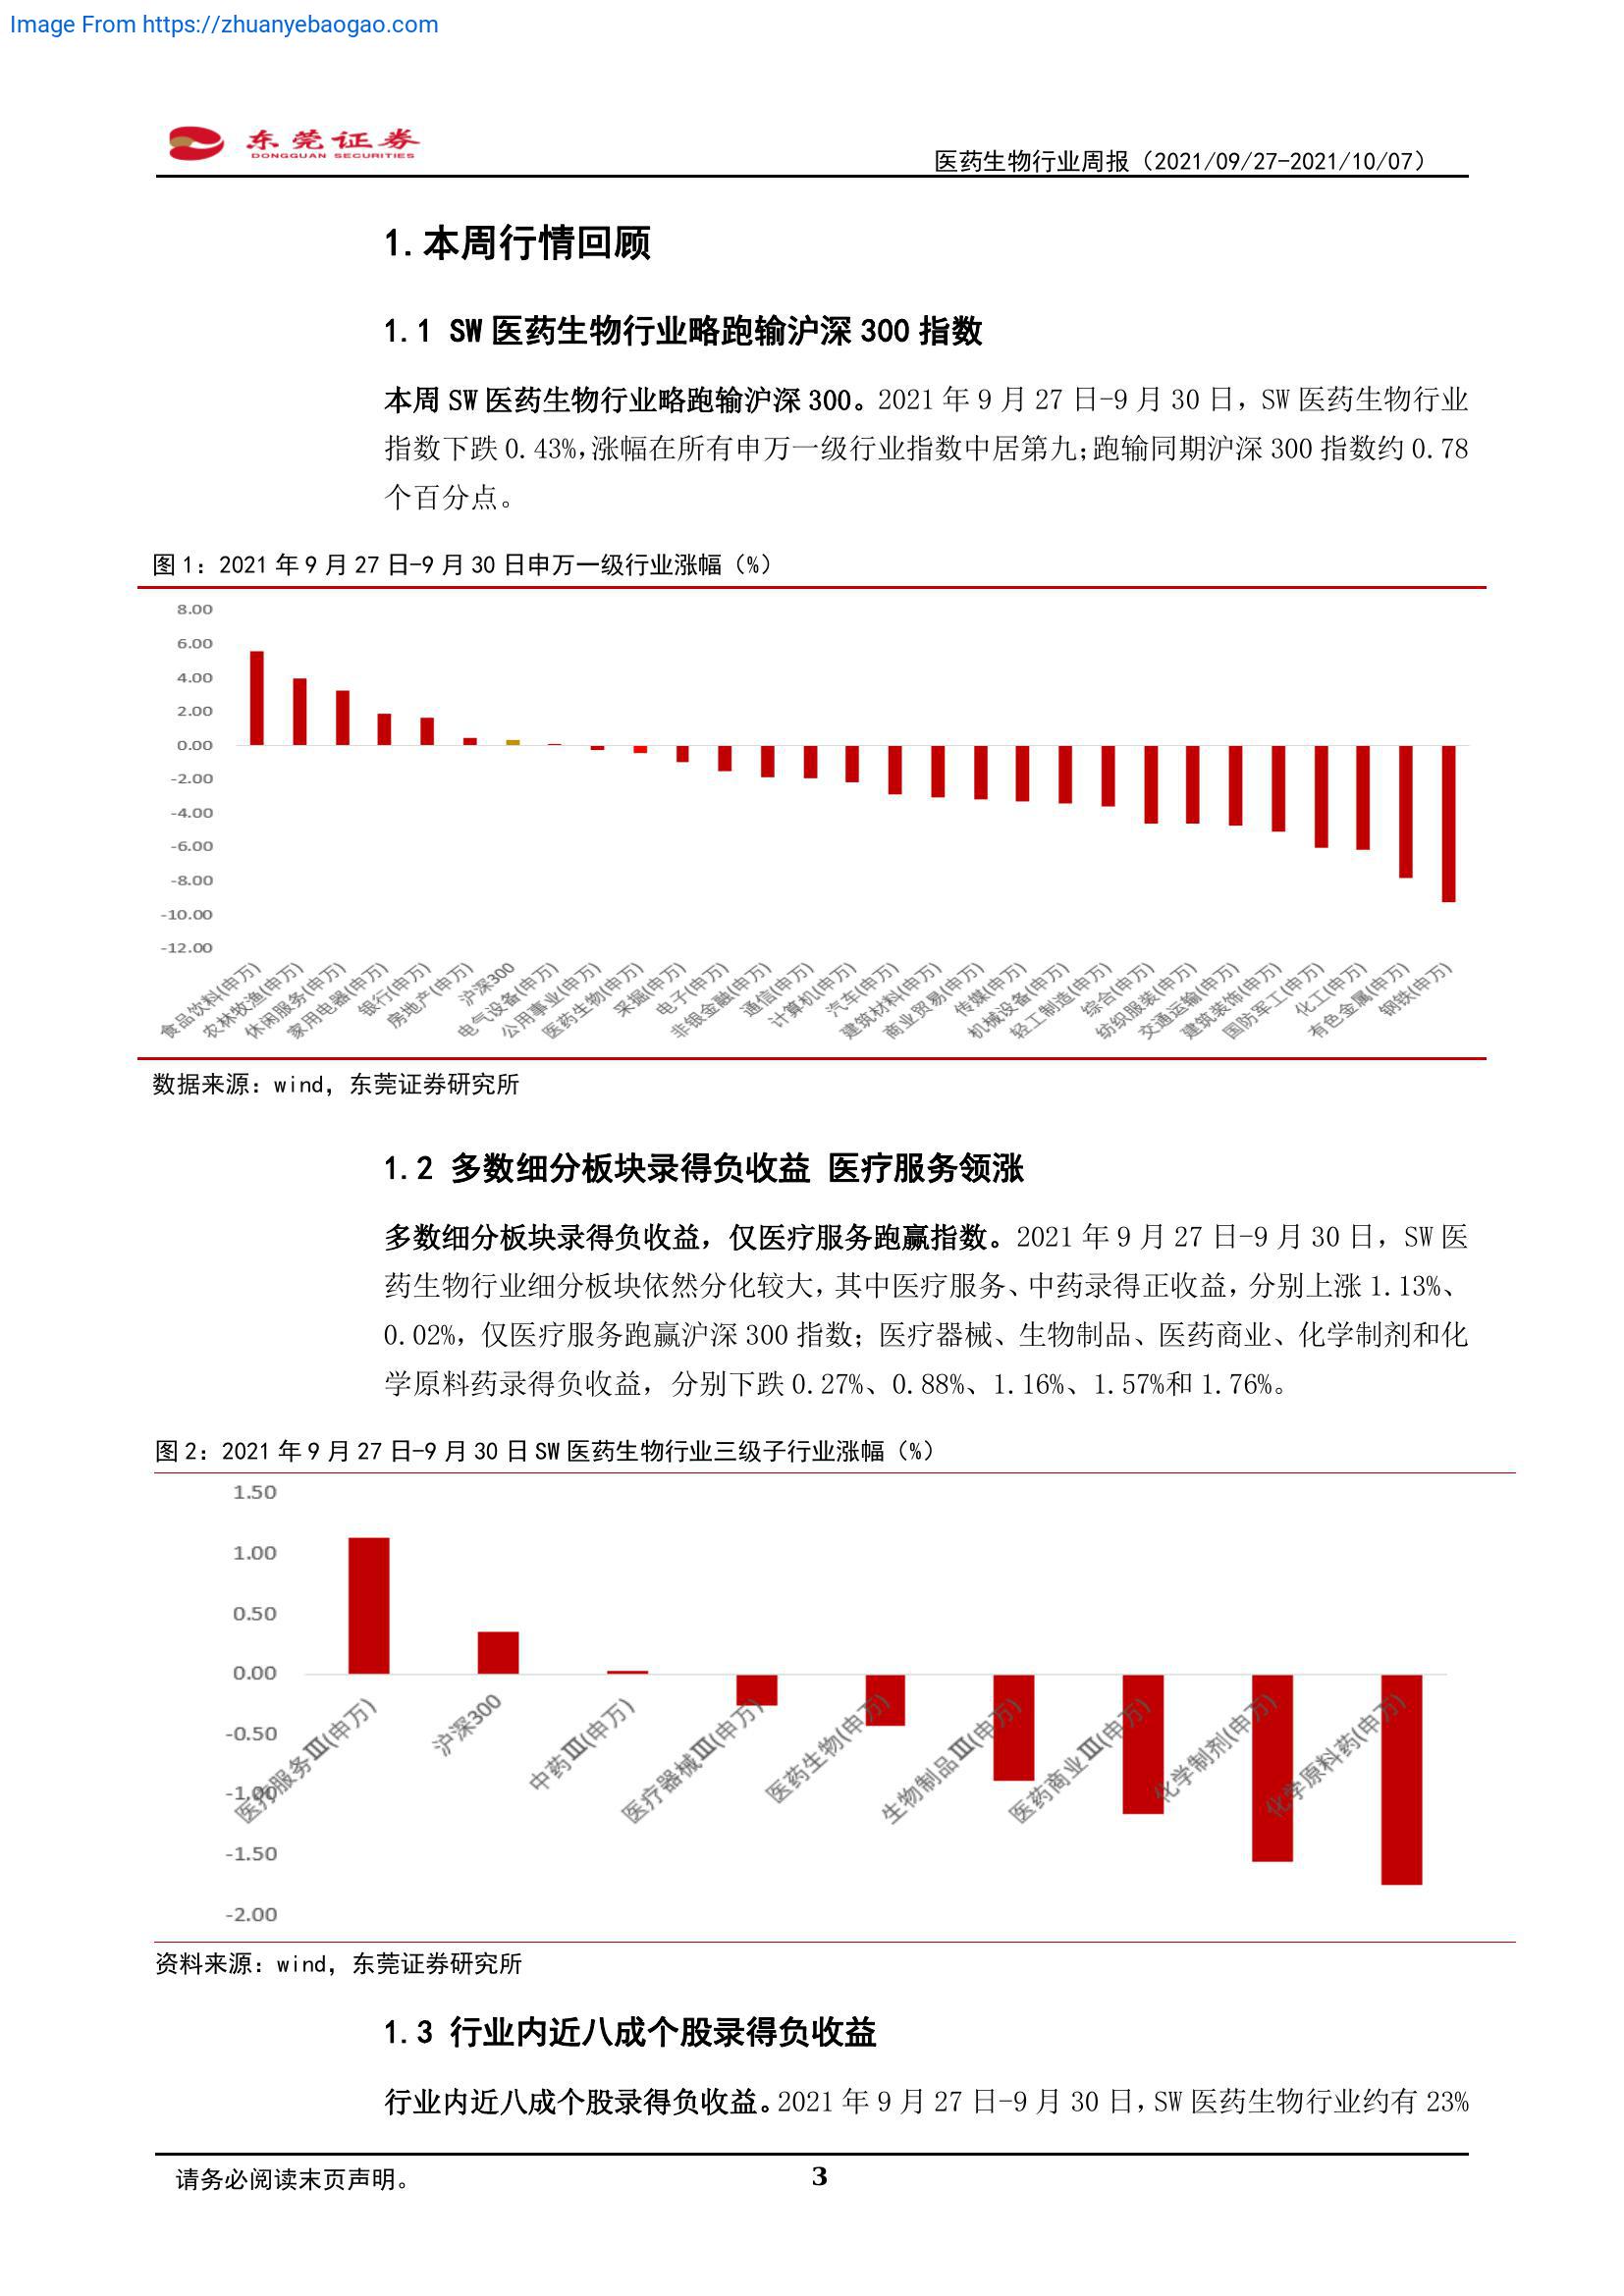 Image From https://zhuanyebaogao.com
东莞证券
DONGGUAN SECURITIES
医药生物行业周报（2021/09/27-2021/10/07）
1.本周行情回顾
1.1 SW 医药生物行业略跑输沪深 300 指数
本周 SW 医药生物行业略跑输沪深 300。2021 年 9 月 27 日-9 月 30 日，SW 医药生物行业
指数下跌 0.43%,涨幅在所有申万一级行业指数中居第九;跑输同期沪深 300 指数约 0.78
个百分点。
图 1：2021 年 9 月 27 日-9 月 30 日申万一级行业涨幅（%）
8.00
6.00
4.00
2.00
0.00
-2.00
-4.00
-6.00
-8.00
-10.00
-12.00
食品饮料(申万)
农林牧渔(申万)
休闲服务(申万)
家用电器(申万)
银行(申万)
房地产(申万)
沪深300
电气设备(申万)
公用事业(申万)
医药生物(申万)
采掘(申万)
电子(申万)
非银金融(申万)
通信(申万)
计算机(申万)
汽车(申万)
建筑材料(申万)
商业贸易(申万)
传媒(申万)
机械设备(申万)
轻工制造(申万)
综合(申万)
纺织服装(申万)
交通运输(申万)
建筑装饰(申万)
国防军工(申万)
化工(申万)
有色金属(申万)
钢铁(申万)
数据来源：wind，东莞证券研究所
1.2 多数细分板块录得负收益 医疗服务领涨
多数细分板块录得负收益，仅医疗服务跑赢指数。2021 年 9 月 27 日-9 月 30 日，SW 医
药生物行业细分板块依然分化较大，其中医疗服务、中药录得正收益，分别上涨 1.13%、
0.02%，仅医疗服务跑赢沪深 300 指数；医疗器械、生物制品、医药商业、化学制剂和化
学原料药录得负收益，分别下跌 0.27%、0.88%、1.16%、1.57%和 1.76%。
图 2：2021 年 9 月 27 日-9 月 30 日 SW 医药生物行业三级子行业涨幅（%）
1.50
1.00
0.50
0.00
-0.50
-1.00
-1.50
-2.00
医疗服务Ⅲ(申万)
沪深300
中药Ⅲ(申万)
医疗器械Ⅲ(申万)
医药生物(申万)
生物制品Ⅲ(申万)
医药商业Ⅲ(申万)
化学制剂(申万)
化学原料药(申万)
资料来源：wind，东莞证券研究所
1.3 行业内近八成个股录得负收益
行业内近八成个股录得负收益。2021 年 9 月 27 日-9 月 30 日，SW 医药生物行业约有 23%
请务必阅读末页声明。
3